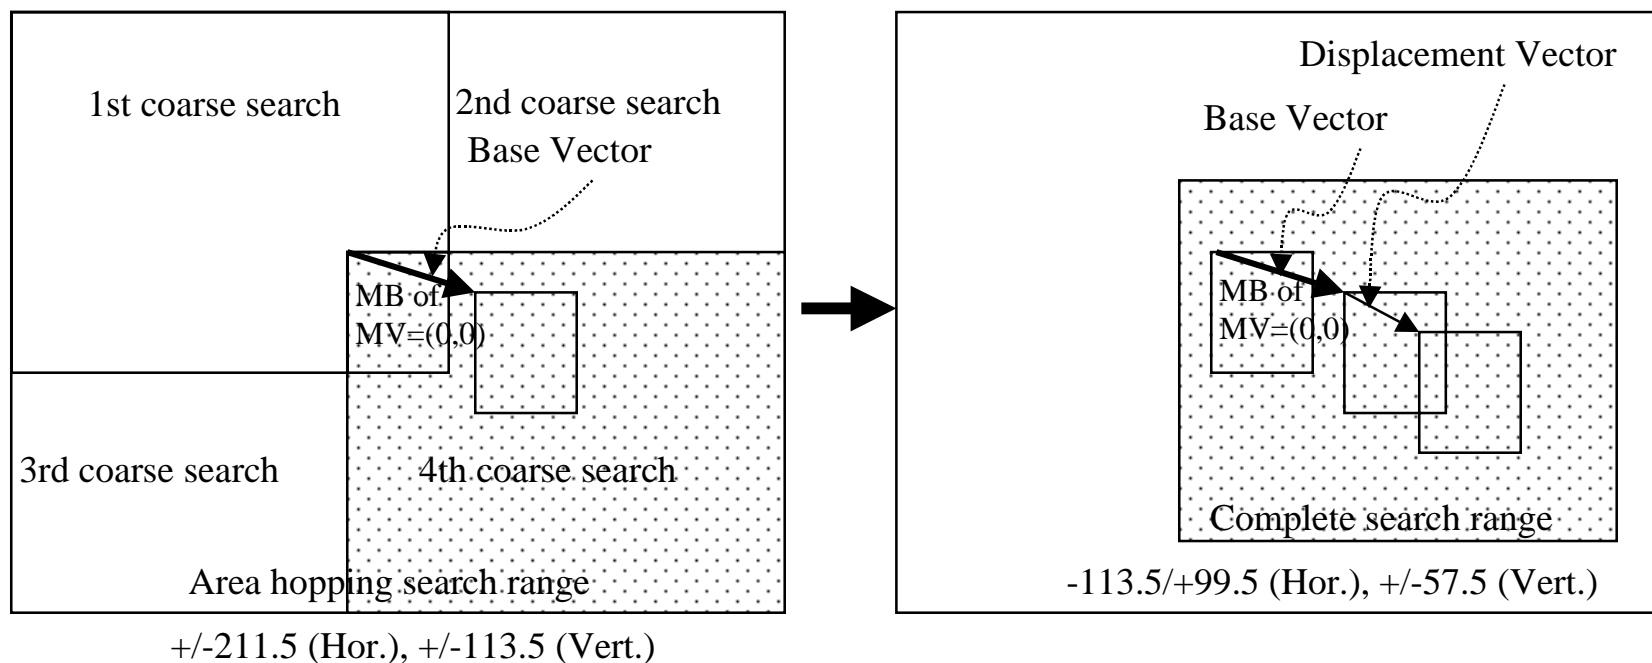 1st coarse search
2nd coarse search
Base Vector
MB of
MV=(0,0)
3rd coarse search
4th coarse search
Area hopping search range
+/-211.5 (Hor.), +/-113.5 (Vert.)
Displacement Vector
Base Vector
MB of
MV=(0,0)
Complete search range
-113.5/+99.5 (Hor.), +/-57.5 (Vert.)